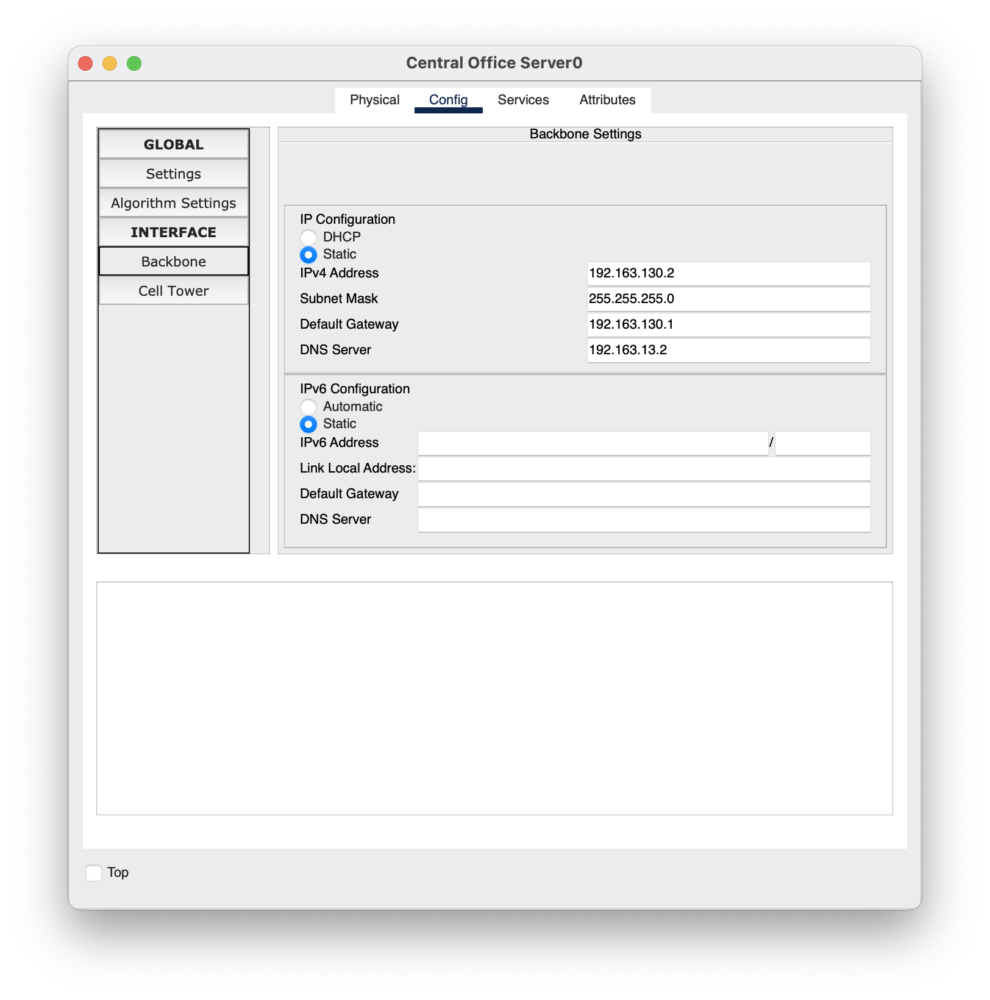 Central Office Server0
Physical Config Services Attributes
GLOBAL
Settings
Algorithm Settings
INTERFACE
Backbone
Cell Tower
Backbone Settings
IP Configuration
DHCP
Static
IPv4 Address 192.163.130.2
Subnet Mask 255.255.255.0
Default Gateway 192.163.130.1
DNS Server 192.163.13.2
IPv6 Configuration
Automatic
Static
IPv6 Address /
Link Local Address:
Default Gateway
DNS Server
Top